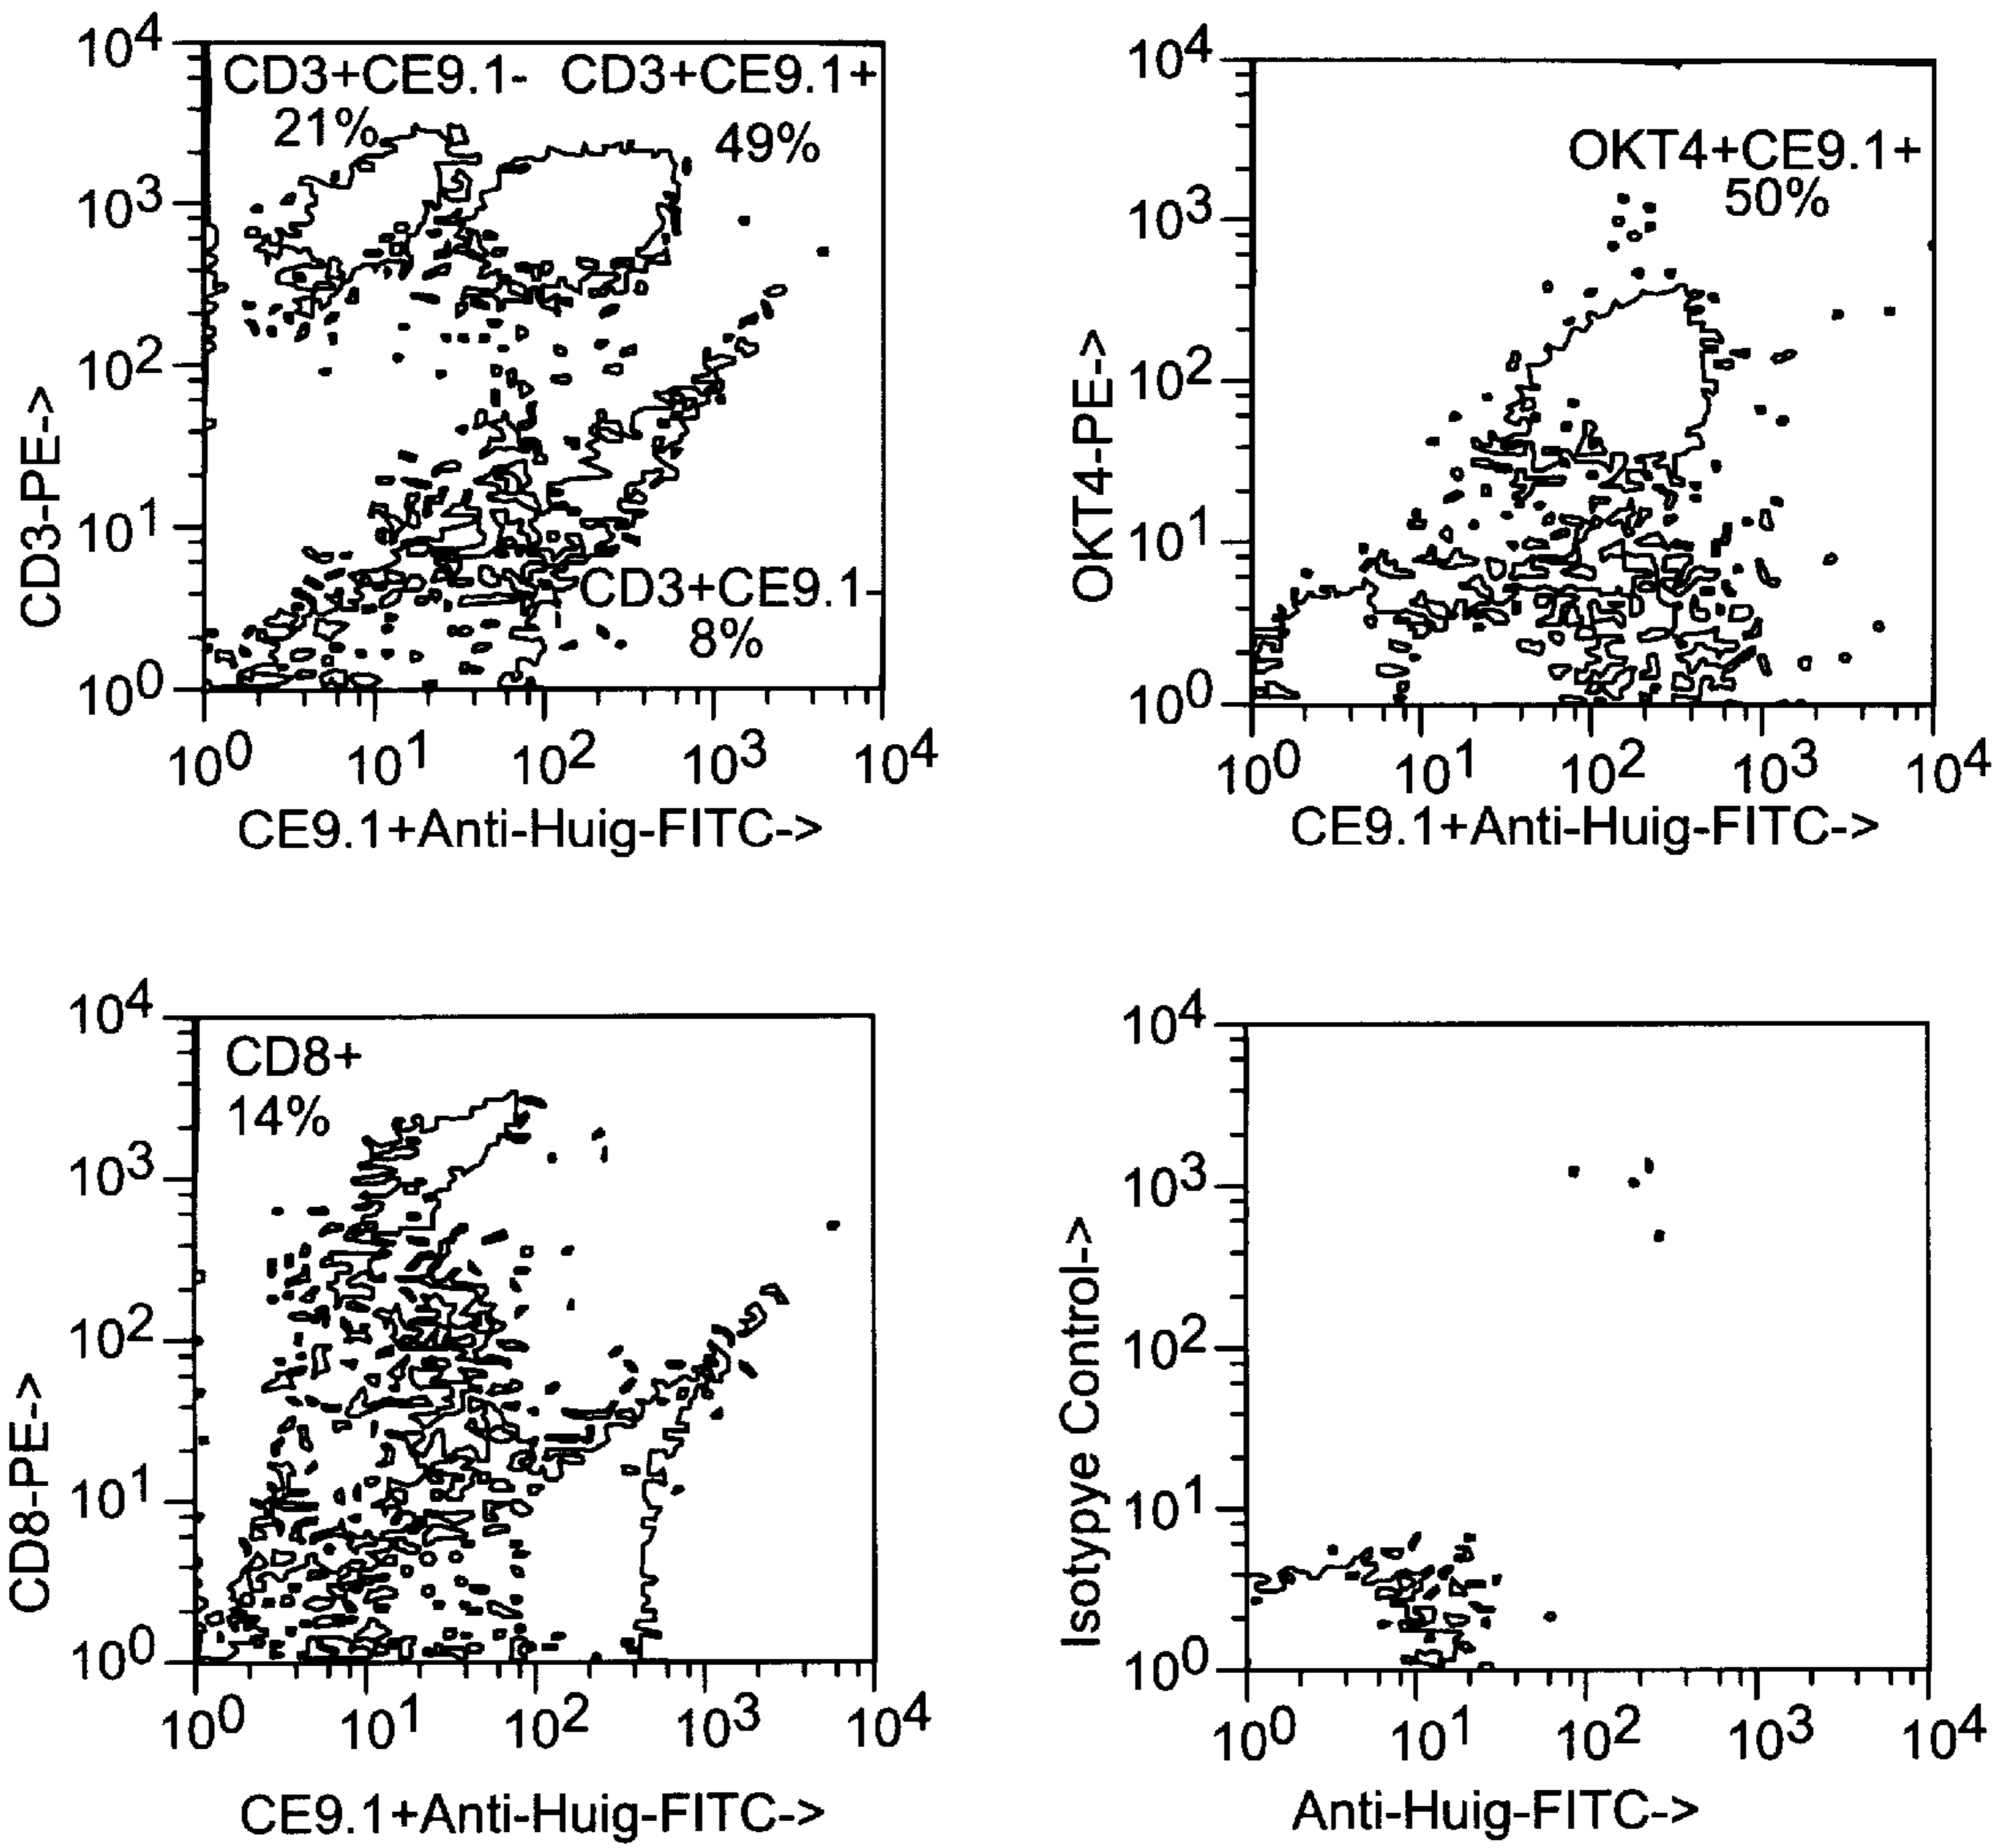 CD3+CE9.1- CD3+CE9.1+
21% 49%
CD3+CE9.1-
8%
10^4
10^3
10^2
10^1
10^0
CD3-PE->
10^0 10^1 10^2 10^3 10^4
CE9.1+Anti-Huig-FITC->
OKT4+CE9.1+
50%
10^4
10^3
10^2
10^1
10^0
OKT4-PE->
10^0 10^1 10^2 10^3 10^4
CE9.1+Anti-Huig-FITC->
CD8+
14%
10^4
10^3
10^2
10^1
10^0
CD8-PE->
10^0 10^1 10^2 10^3 10^4
CE9.1+Anti-Huig-FITC->
10^4
10^3
10^2
10^1
10^0
Isotypye Control->
10^0 10^1 10^2 10^3 10^4
Anti-Huig-FITC->